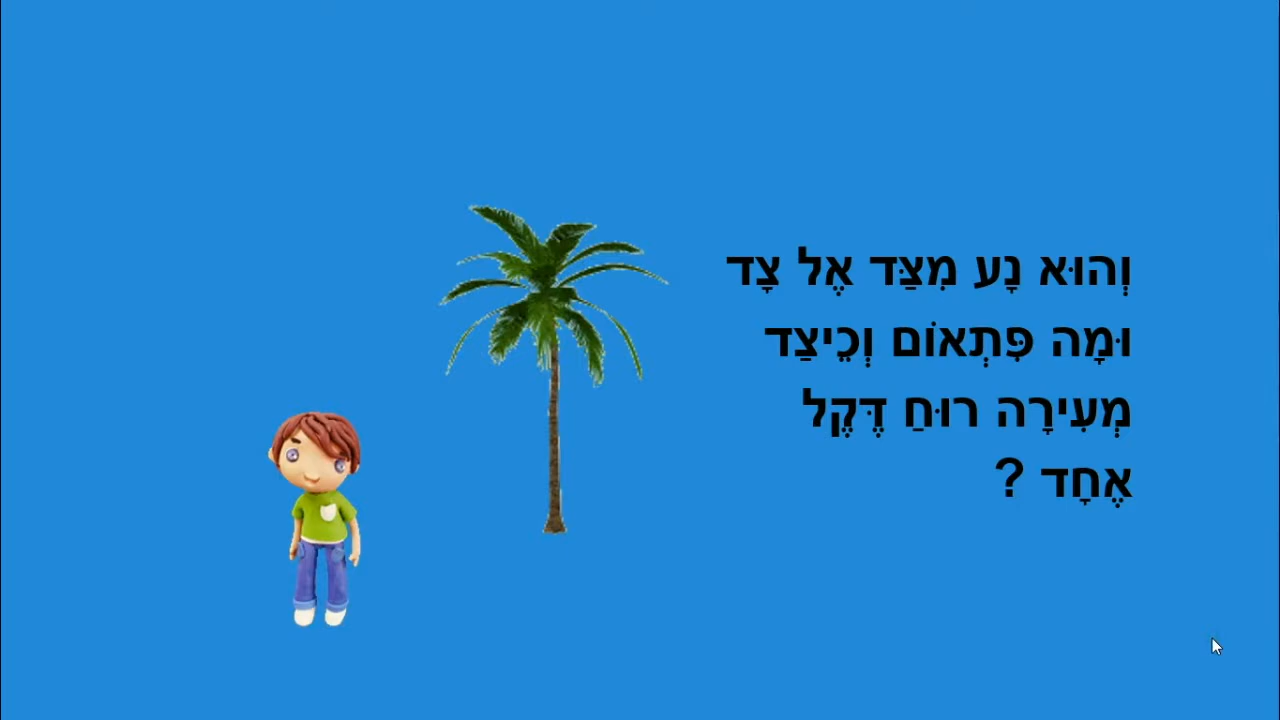 וְהוּא נָע מִצַּד אֶל צָד
וּמָה פִּתְאוֹם וְכֵיצַד
מְעִירָה רוּחַ דֶּקֶל
אֶחָד ?